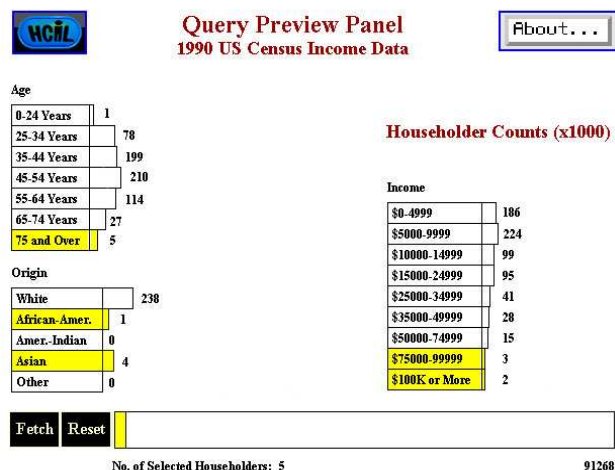 HCIL
Query Preview Panel
1990 US Census Income Data
About...
Age
0-24 Years 1
25-34 Years 78
35-44 Years 199
45-54 Years 210
55-64 Years 114
65-74 Years 27
75 and Over 5
Origin
White 238
African-Amer. 1
Amer.-Indian 0
Asian 4
Other 0
Householder Counts (x1000)
Income
$0-4999 186
$5000-9999 224
$10000-14999 99
$15000-24999 95
$25000-34999 41
$35000-49999 28
$50000-74999 15
$75000-99999 3
$100K or More 2
Fetch Reset
No. of Selected Householders: 5 91268